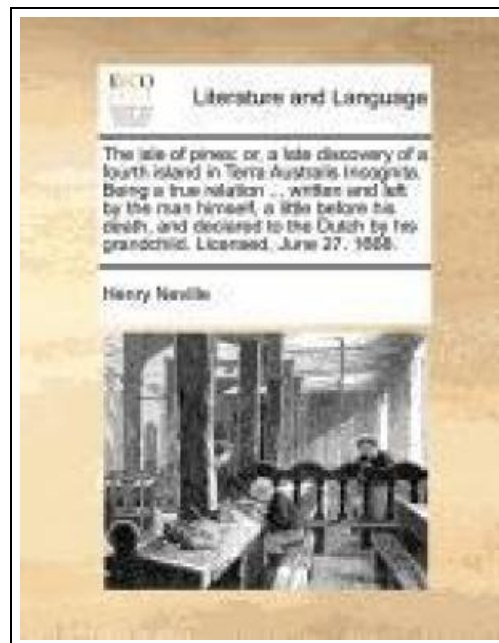 ECCO
Literature and Language
The isle of pines: or, a late discovery of a
fourth island in Terra Australis Incognita.
Being a true relation ... written and left
by the man himself, a little before his
death, and declared to the Dutch by his
grandchild. Licensed, June 27. 1668.
Henry Neville